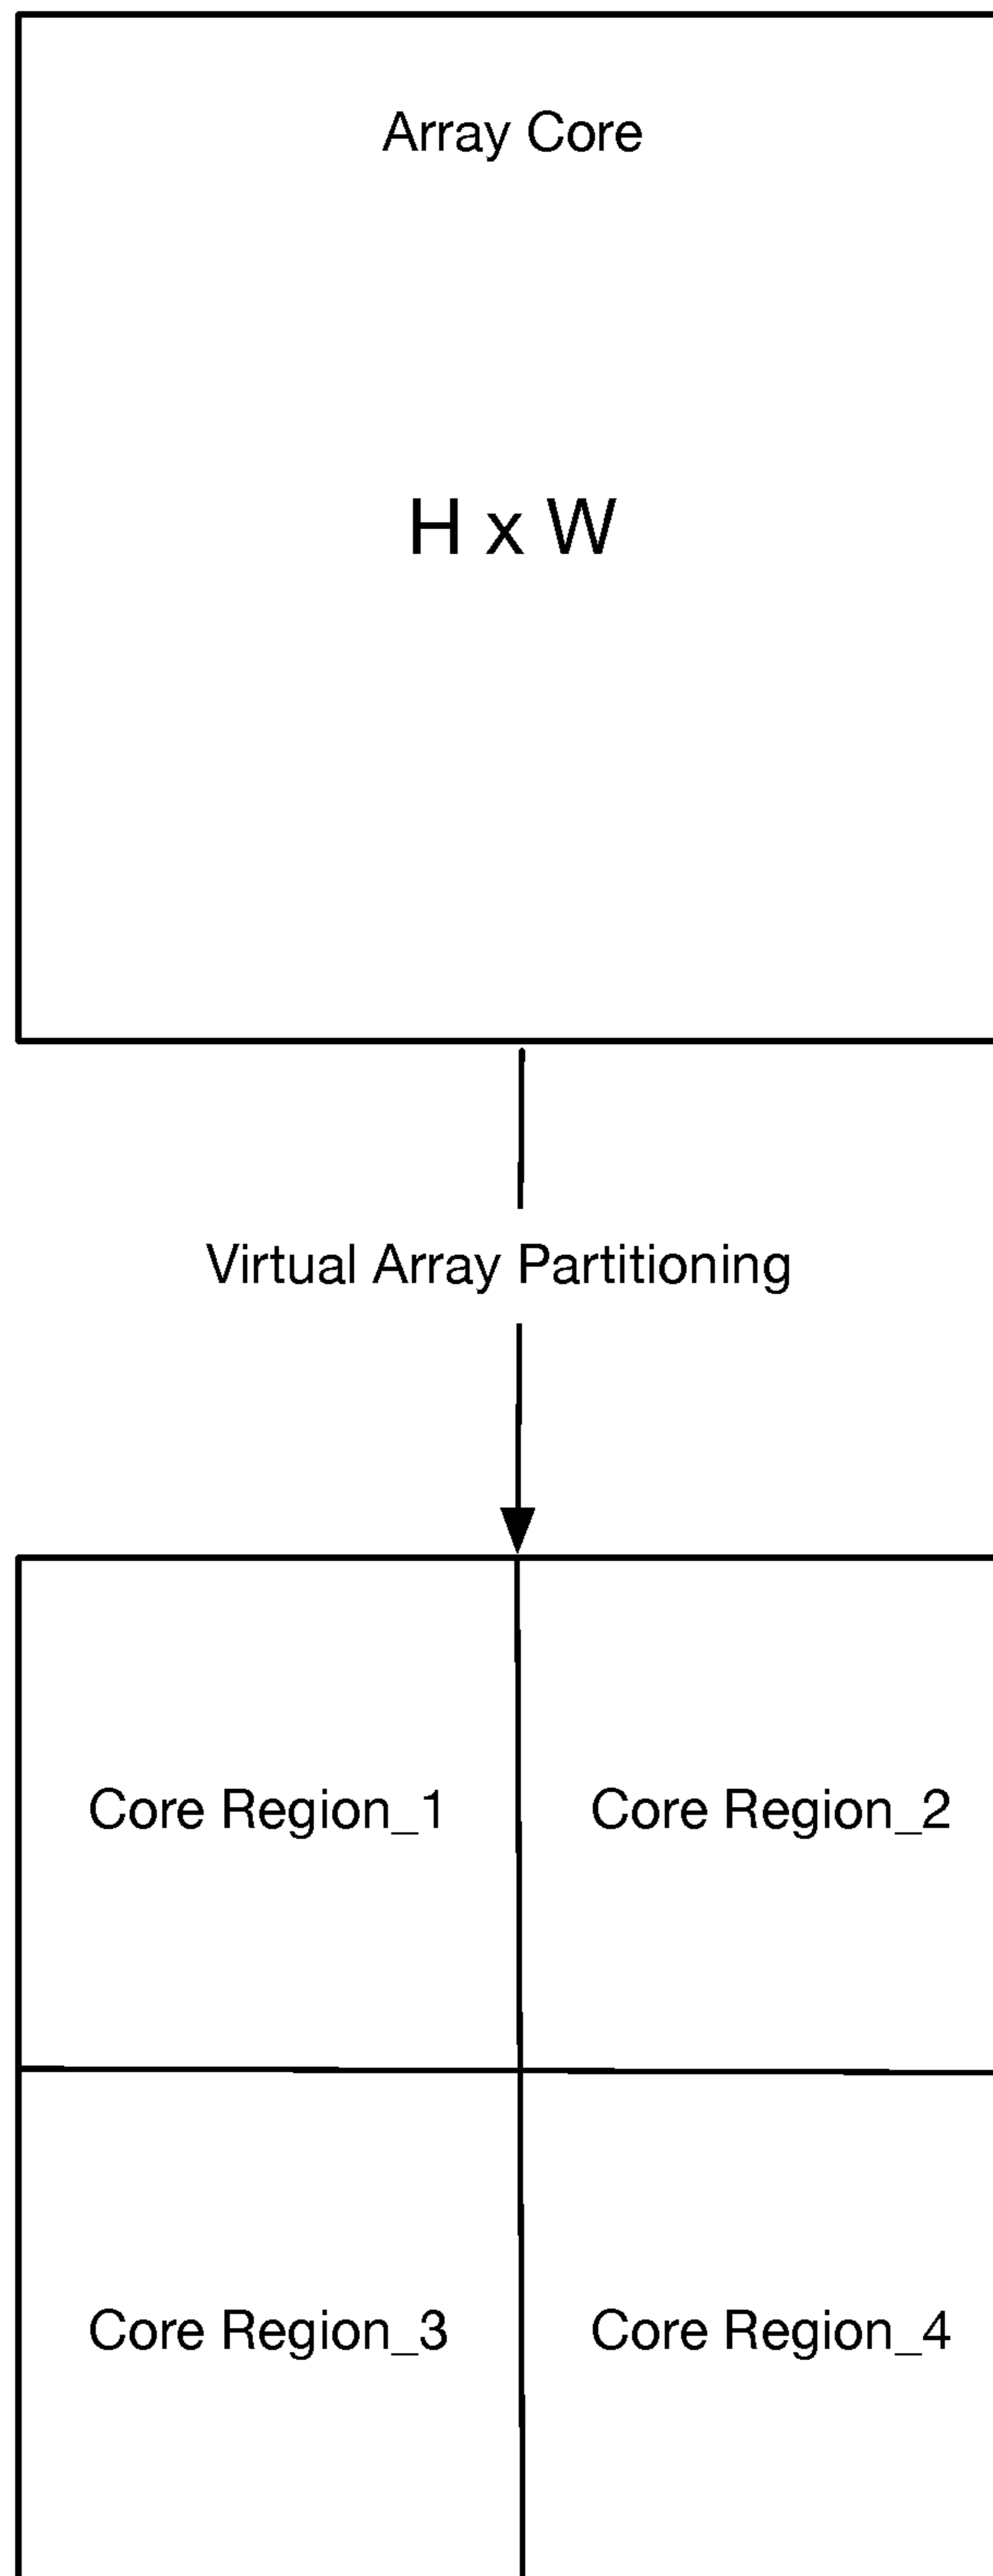 Array Core
H x W
Virtual Array Partitioning
Core Region_1
Core Region_2
Core Region_3
Core Region_4